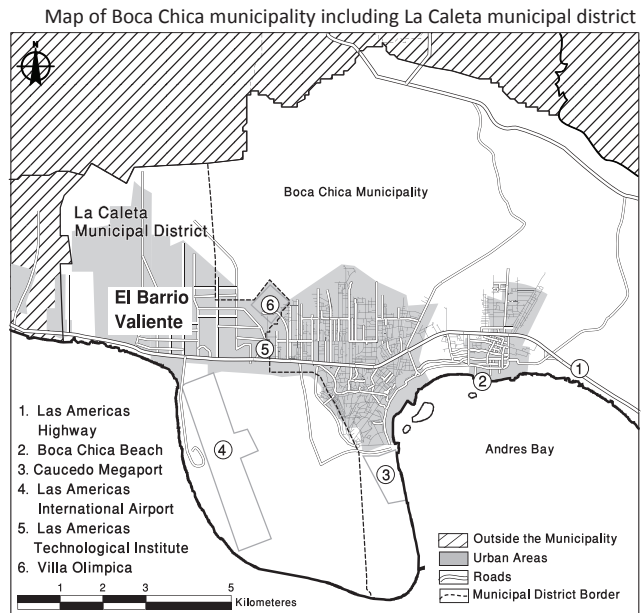 Map of Boca Chica municipality including La Caleta municipal district
N
Boca Chica Municipality
La Caleta
Municipal District
El Barrio
Valiente
6
5
4
3
2
1
Andres Bay
1. Las Americas
Highway
2. Boca Chica Beach
3. Caucedo Megaport
4. Las Americas
International Airport
5. Las Americas
Technological Institute
6. Villa Olimpica
1 2 3 5
Kilometeres
Outside the Municipality
Urban Areas
Roads
Municipal District Border